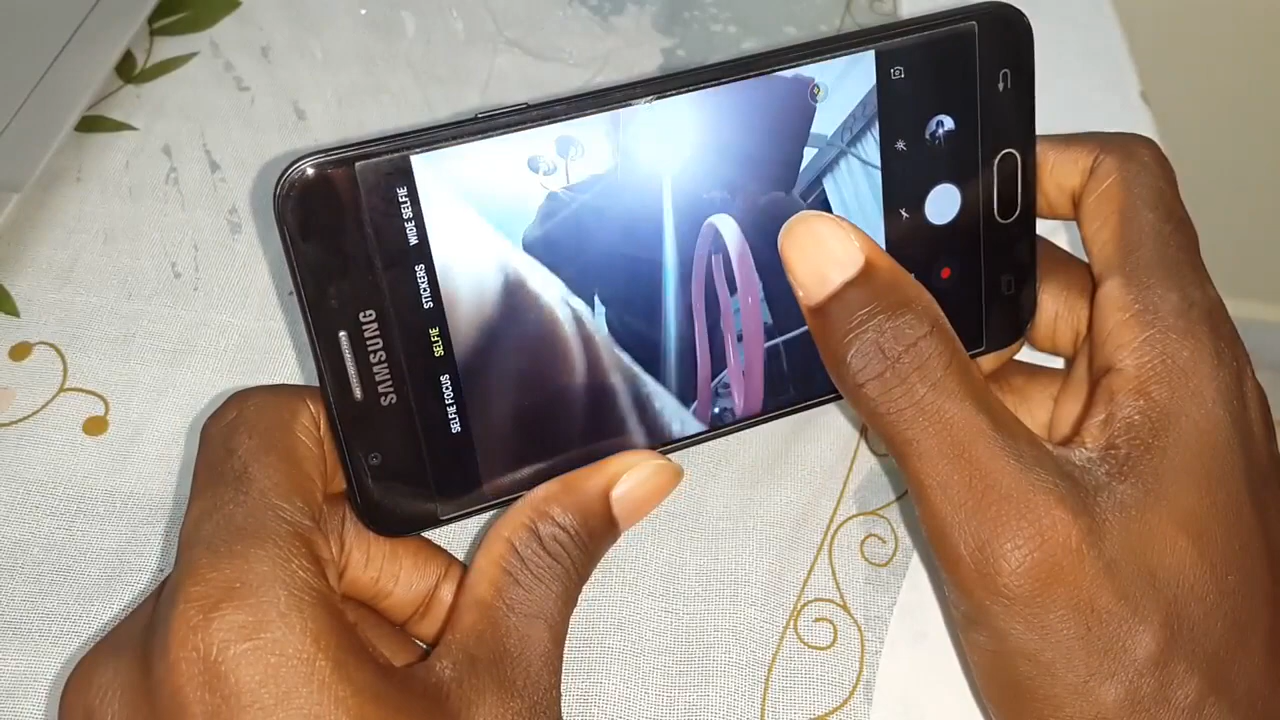 SAMSUNG
WIDE SELFIE
STICKERS
SELFIE
SELFIE FOCUS